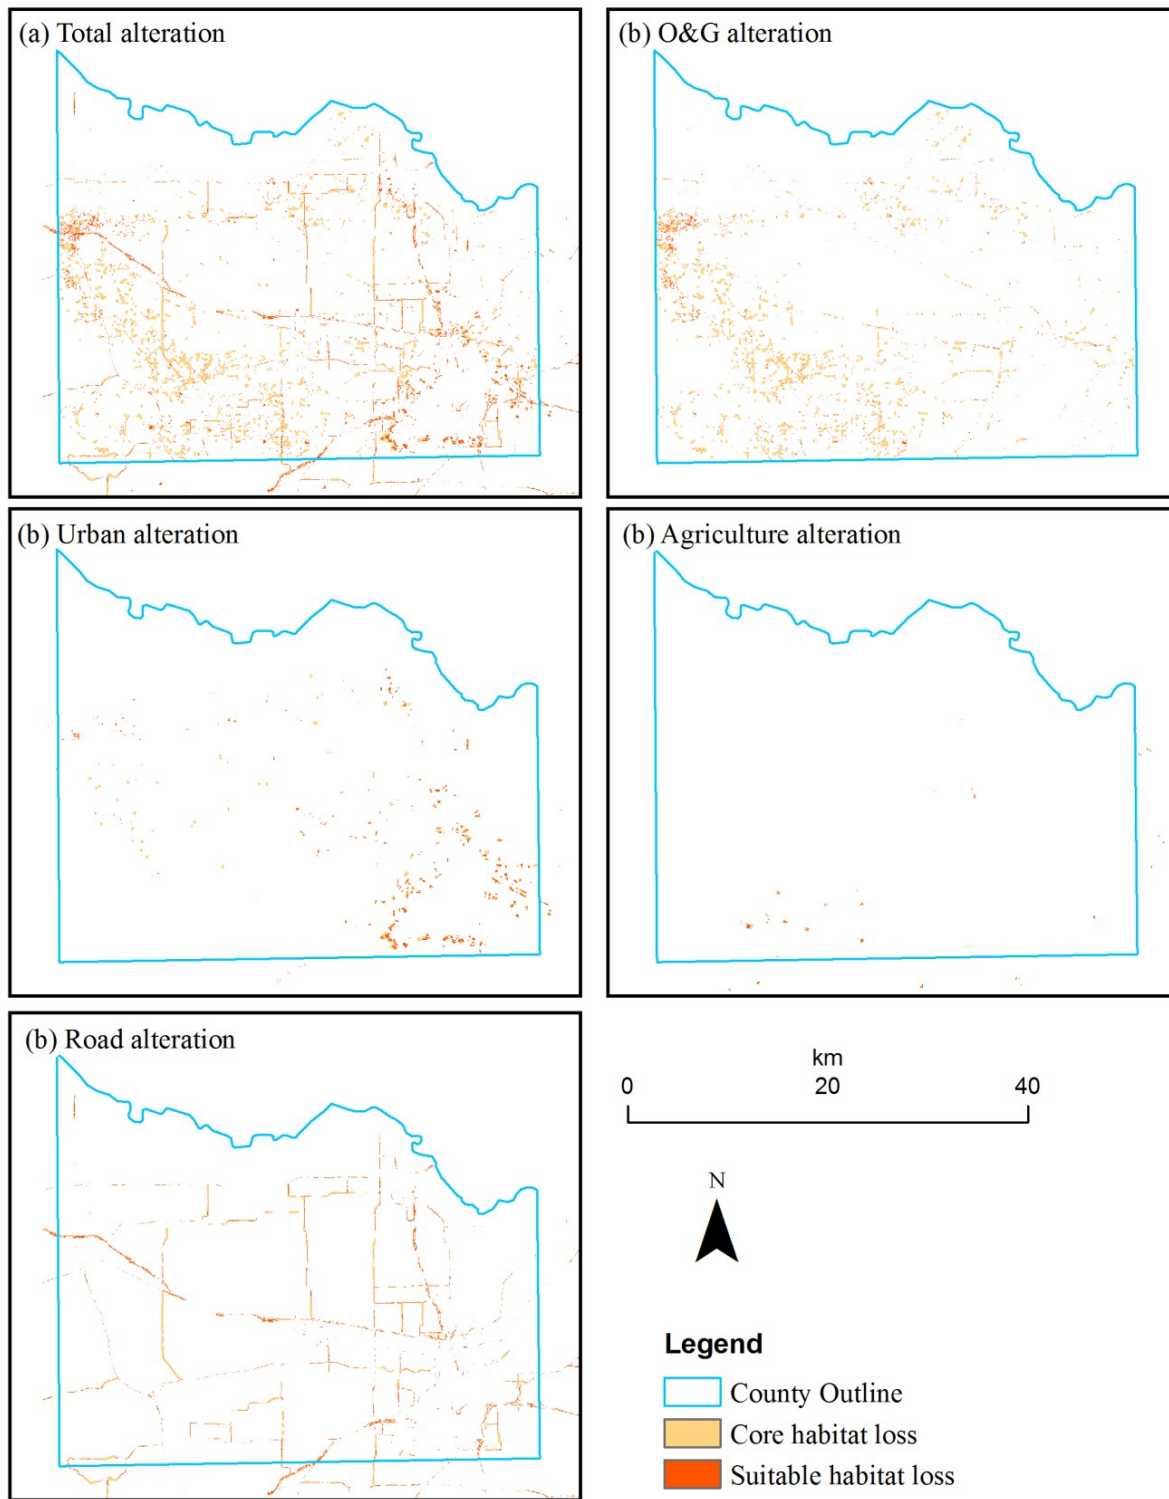 (a) Total alteration
(b) O&G alteration
(b) Urban alteration
(b) Agriculture alteration
(b) Road alteration
km
0 20 40
N
Legend
County Outline
Core habitat loss
Suitable habitat loss